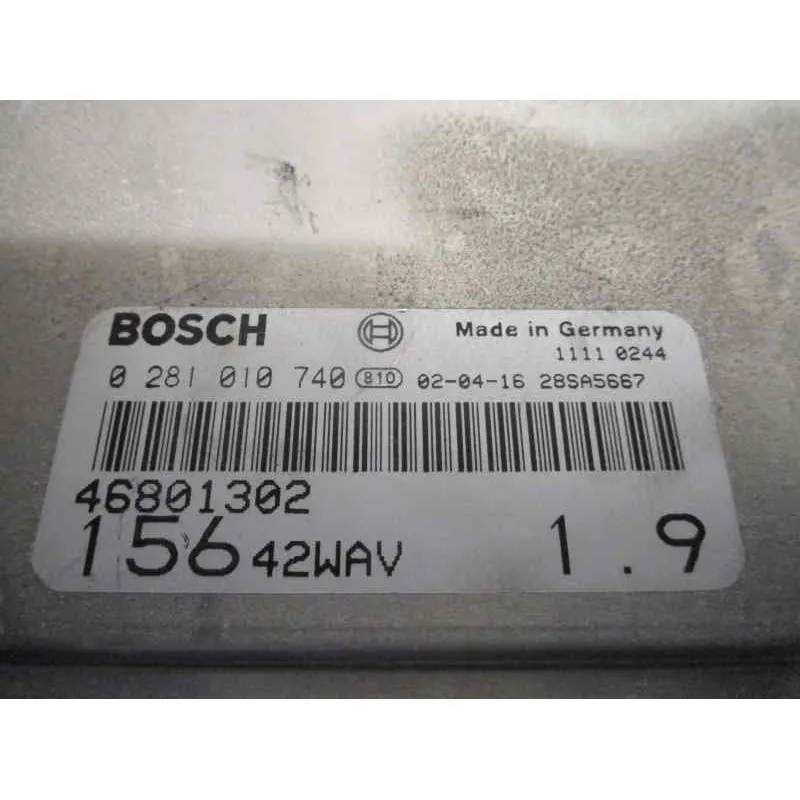 BOSCH Made in Germany
1111 0244
0 281 010 740 810 02-04-16 28SA5667
46801302
156 42WAV 1.9